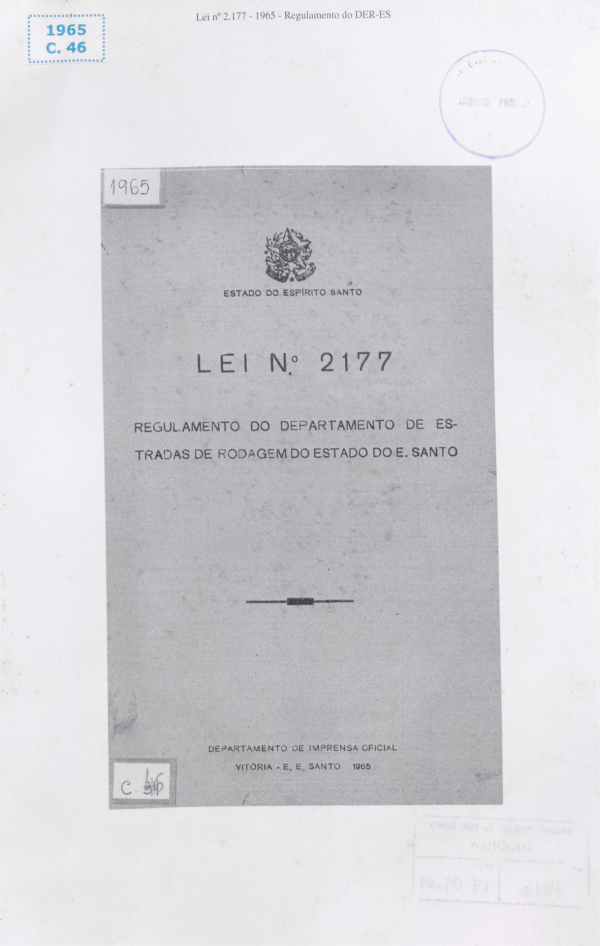 Lei nº 2.177 - 1965 - Regulamento do DER-ES
1965
C. 46
1965
ESTADO DO ESPÍRITO SANTO
LEI N.º 2177
REGULAMENTO DO DEPARTAMENTO DE ES-
TRADAS DE RODAGEM DO ESTADO DO E. SANTO
DEPARTAMENTO DE IMPRENSA OFICIAL
VITÓRIA - E. E. SANTO 1965
C.